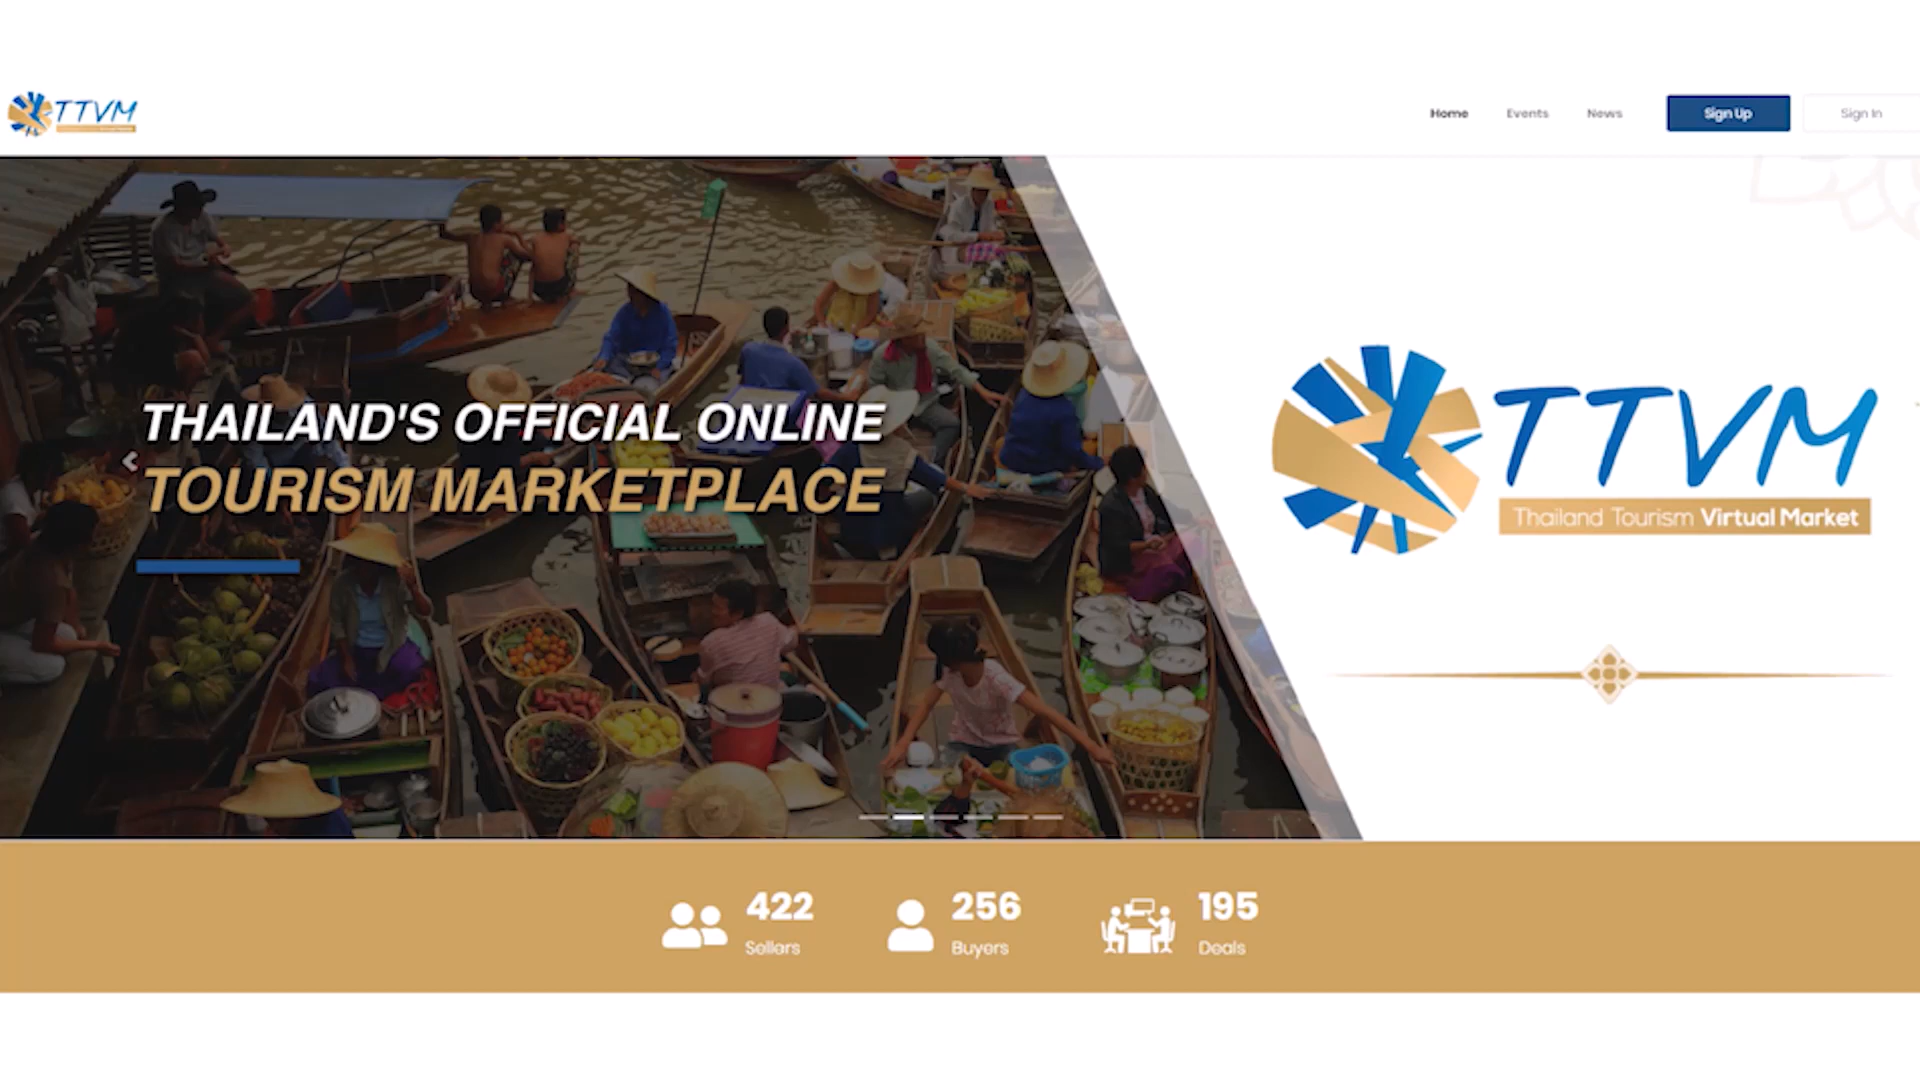 TTVM
Home
Events
News
Sign Up
Sign In
THAILAND'S OFFICIAL ONLINE
TOURISM MARKETPLACE
TTVM
Thailand Tourism Virtual Market
422
Sellers
256
Buyers
195
Deals